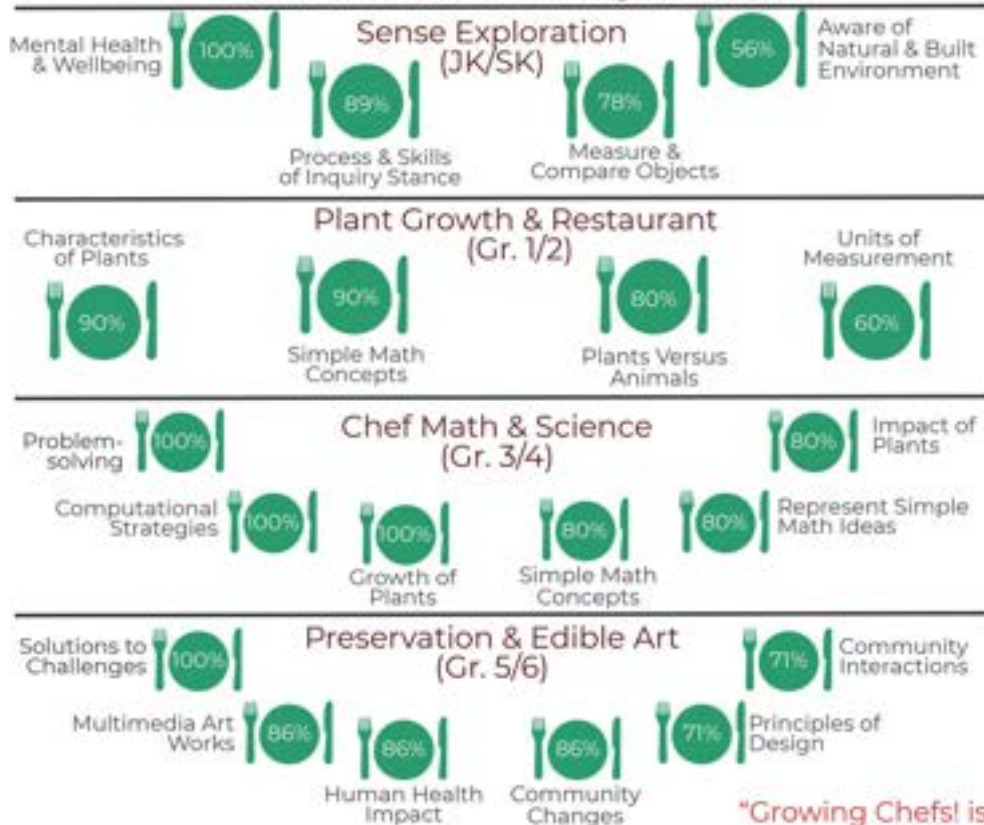 Sense Exploration
(JK/SK)
Mental Health
& Wellbeing
100%
89%
Process & Skills
of Inquiry Stance
78%
Measure &
Compare Objects
56%
Aware of
Natural & Built
Environment
Plant Growth & Restaurant
(Gr. 1/2)
Characteristics
of Plants
90%
90%
Simple Math
Concepts
80%
Plants Versus
Animals
Units of
Measurement
60%
Chef Math & Science
(Gr. 3/4)
Problem-
solving
100%
Computational
Strategies
100%
100%
Growth of
Plants
80%
Simple Math
Concepts
80%
Represent Simple
Math Ideas
80%
Impact of
Plants
Preservation & Edible Art
(Gr. 5/6)
Solutions to
Challenges
100%
Multimedia Art
Works
86%
86%
Human Health
Impact
86%
Community
Changes
71%
Principles of
Design
71%
Community
Interactions
"Growing Chefs! is